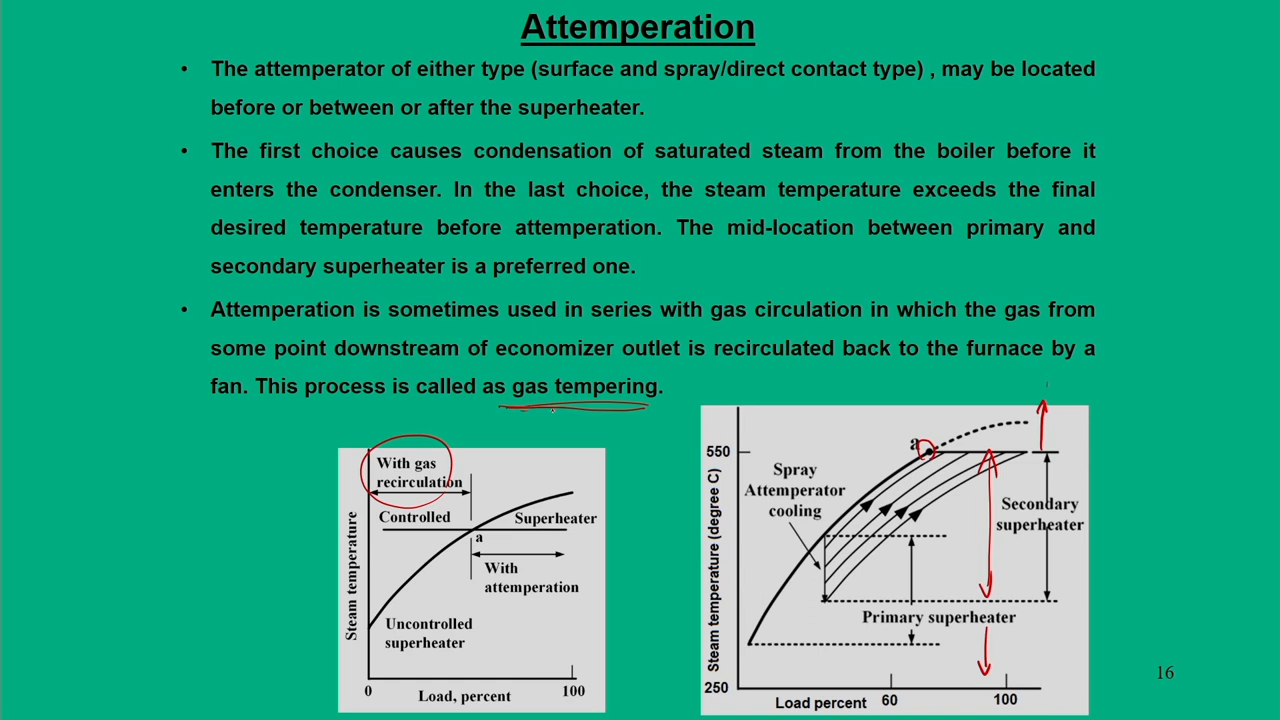 Attemperation
• The attemperator of either type (surface and spray/direct contact type) , may be located
before or between or after the superheater.
• The first choice causes condensation of saturated steam from the boiler before it
enters the condenser. In the last choice, the steam temperature exceeds the final
desired temperature before attemperation. The mid-location between primary and
secondary superheater is a preferred one.
• Attemperation is sometimes used in series with gas circulation in which the gas from
some point downstream of economizer outlet is recirculated back to the furnace by a
fan. This process is called as gas tempering.
With gas
recirculation
Controlled
Superheater
a
With
attemperation
Uncontrolled
superheater
Steam temperature
0
Load, percent
100
a
550
Spray
Attemperator
cooling
Secondary
superheater
Primary superheater
Steam temperature (degree C)
250
Load percent
60
100
16